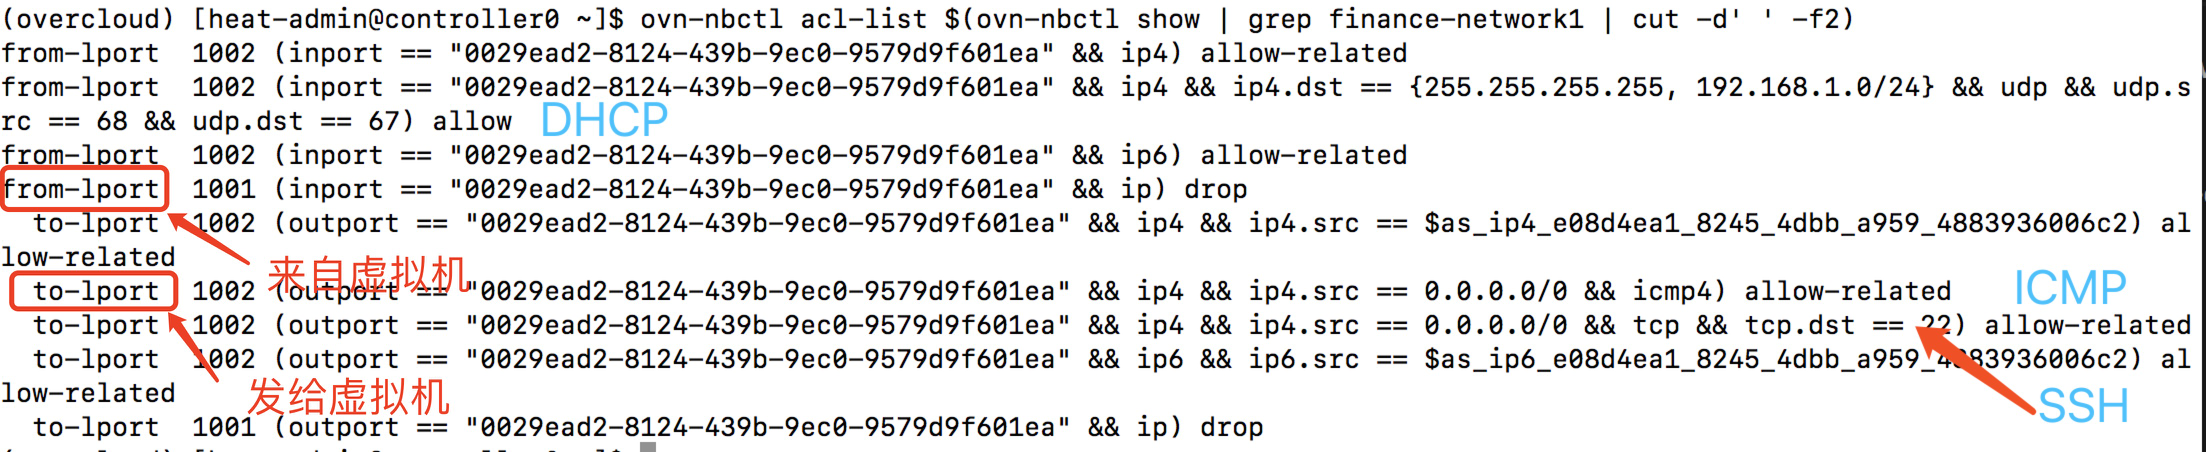 (overcloud) [heat-admin@controller0 ~]$ ovn-nbctl acl-list $(ovn-nbctl show | grep finance-network1 | cut -d' ' -f2)
from-lport  1002 (inport == "0029ead2-8124-439b-9ec0-9579d9f601ea" && ip4) allow-related
from-lport  1002 (inport == "0029ead2-8124-439b-9ec0-9579d9f601ea" && ip4 && ip4.dst == {255.255.255.255, 192.168.1.0/24} && udp && udp.s
rc == 68 && udp.dst == 67) allow DHCP
from-lport  1002 (inport == "0029ead2-8124-439b-9ec0-9579d9f601ea" && ip6) allow-related
from-lport  1001 (inport == "0029ead2-8124-439b-9ec0-9579d9f601ea" && ip) drop
  to-lport  1002 (outport == "0029ead2-8124-439b-9ec0-9579d9f601ea" && ip4 && ip4.src == $as_ip4_e08d4ea1_8245_4dbb_a959_4883936006c2) al
low-related 来自虚拟机
  to-lport  1002 (outport == "0029ead2-8124-439b-9ec0-9579d9f601ea" && ip4 && ip4.src == 0.0.0.0/0 && icmp4) allow-related ICMP
  to-lport  1002 (outport == "0029ead2-8124-439b-9ec0-9579d9f601ea" && ip4 && ip4.src == 0.0.0.0/0 && tcp && tcp.dst == 22) allow-related
  to-lport  1002 (outport == "0029ead2-8124-439b-9ec0-9579d9f601ea" && ip6 && ip6.src == $as_ip6_e08d4ea1_8245_4dbb_a959_4883936006c2) al
low-related 发给虚拟机 SSH
  to-lport  1001 (outport == "0029ead2-8124-439b-9ec0-9579d9f601ea" && ip) drop